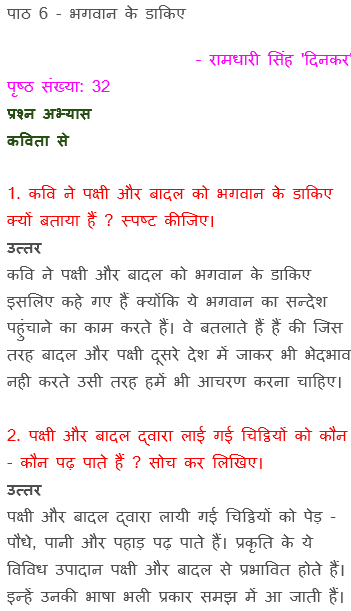 पाठ 6 - भगवान के डाकिए
- रामधारी सिंह 'दिनकर'
पृष्ठ संख्या: 32
प्रश्न अभ्यास
कविता से
1. कवि ने पक्षी और बादल को भगवान के डाकिए
क्यों बताया हैं ? स्पष्ट कीजिए।
उत्तर
कवि ने पक्षी और बादल को भगवान के डाकिए
इसलिए कहे गए हैं क्योंकि ये भगवान का सन्देश
पहुंचाने का काम करते हैं। वे बतलाते हैं हैं की जिस
तरह बादल और पक्षी दूसरे देश में जाकर भी भेदभाव
नही करते उसी तरह हमें भी आचरण करना चाहिए।
2. पक्षी और बादल द्वारा लाई गई चिट्ठियों को कौन
- कौन पढ़ पाते हैं ? सोच कर लिखिए।
उत्तर
पक्षी और बादल द्वारा लायी गई चिट्ठियों को पेड़ -
पौधे, पानी और पहाड़ पढ़ पाते हैं। प्रकृति के ये
विविध उपादान पक्षी और बादल से प्रभावित होते हैं।
इन्हें उनकी भाषा भली प्रकार समझ में आ जाती हैं।